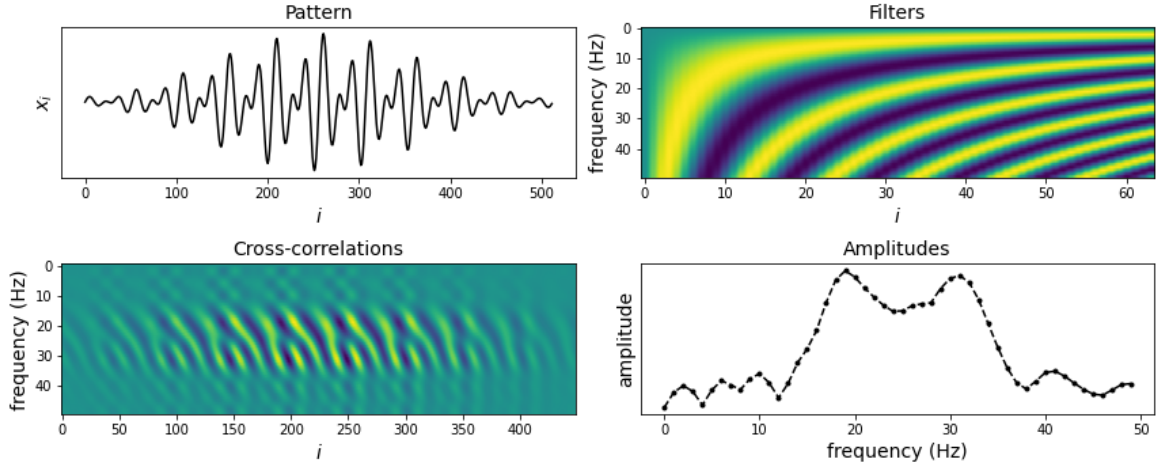 Pattern
x_i
0 100 200 300 400 500
i
Filters
frequency (Hz)
0
10
20
30
40
0 10 20 30 40 50 60
i
Cross-correlations
frequency (Hz)
0
10
20
30
40
0 50 100 150 200 250 300 350 400
i
Amplitudes
amplitude
0 10 20 30 40 50
frequency (Hz)